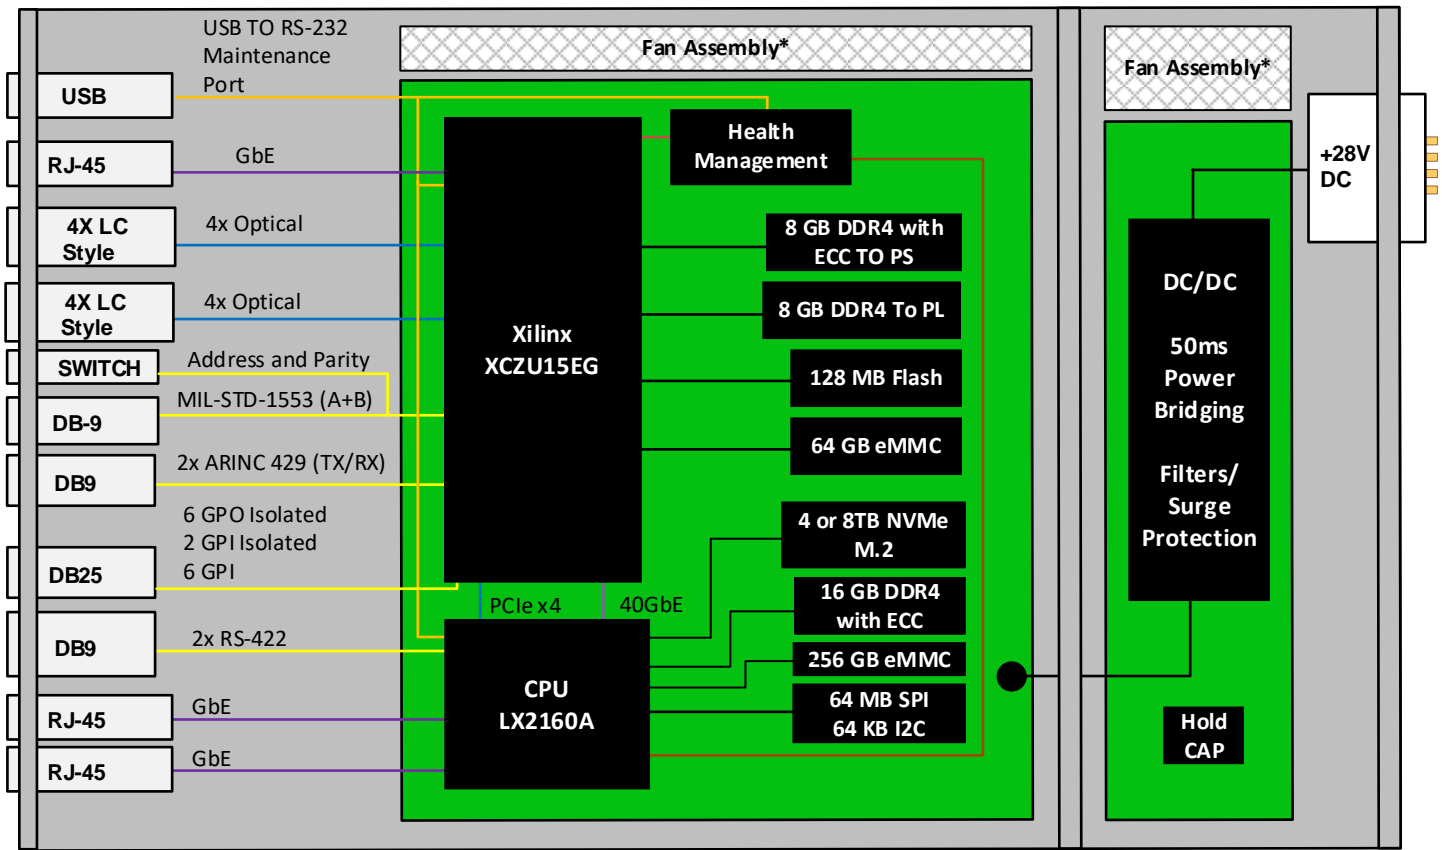 USB TO RS-232
Maintenance
Port
Fan Assembly*
Fan Assembly*
USB
RJ-45
GbE
4X LC
Style
4x Optical
4X LC
Style
4x Optical
SWITCH
Address and Parity
DB-9
MIL-STD-1553 (A+B)
DB9
2x ARINC 429 (TX/RX)
6 GPO Isolated
2 GPI Isolated
6 GPI
DB25
DB9
2x RS-422
RJ-45
GbE
RJ-45
GbE
Health
Management
Xilinx
XCZU15EG
8 GB DDR4 with
ECC TO PS
8 GB DDR4 To PL
128 MB Flash
64 GB eMMC
PCIe x4
40GbE
CPU
LX2160A
4 or 8TB NVMe
M.2
16 GB DDR4
with ECC
256 GB eMMC
64 MB SPI
64 KB I2C
+28V
DC
DC/DC
50ms
Power
Bridging
Filters/
Surge
Protection
Hold
CAP